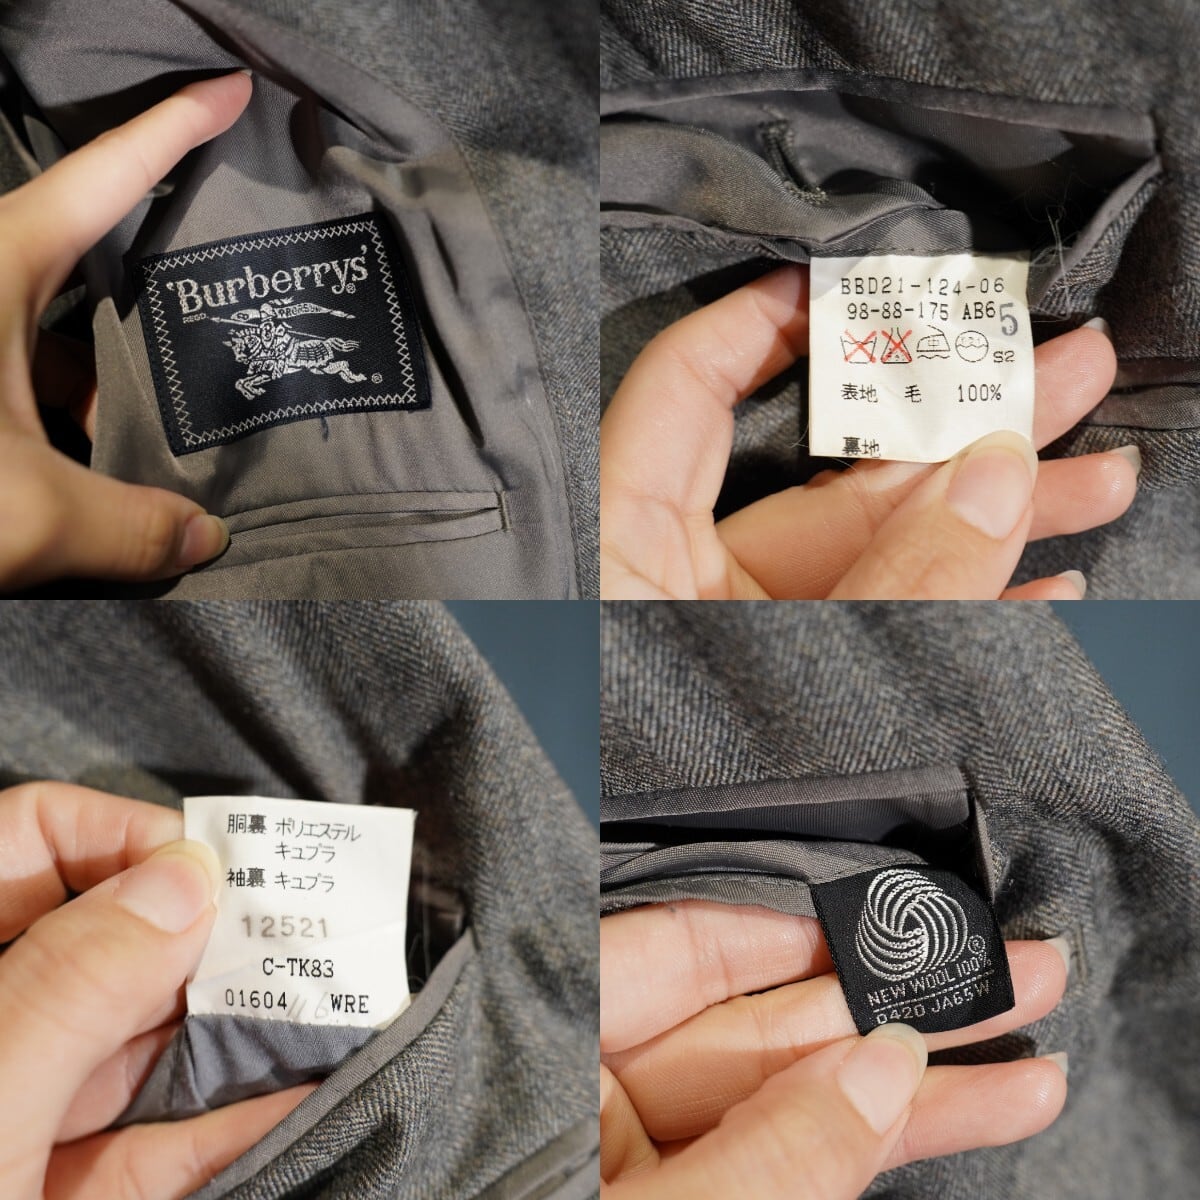 'Burberrys'
REGD.
PRORSUM
®
®
BBD21-124-06
98-88-175 AB6
5
S2
表地 毛 100%
裏地
胴裏 ポリエステル
キュプラ
袖裏 キュプラ
12521
C-TK83
01604 116 WRE
®
NEW WOOL 100%
0420 JA65W